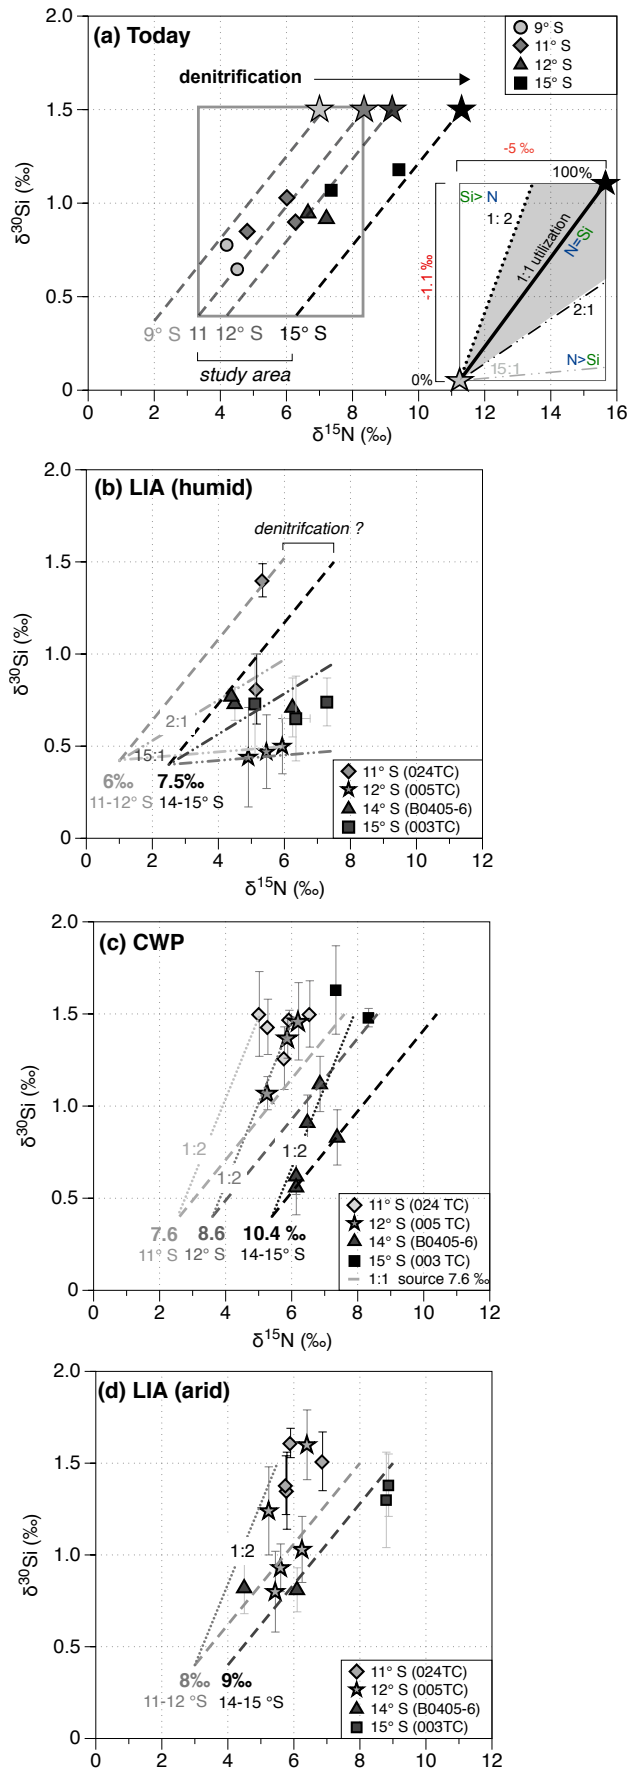 (a) Today
9° S
11° S
12° S
15° S
denitrification
2.0
1.5
1.0
0.5
0
δ³⁰Si (‰)
-5 ‰
100%
Si> N
1: 2
1:1 utilization
N=Si
2:1
-1.1 ‰
N>Si
15:1
0%
9° S 11 12° S 15° S
study area
0 2 4 6 8 10 12 14 16
δ¹⁵N (‰)
(b) LIA (humid)
denitrifcation ?
2.0
1.5
1.0
0.5
0
δ³⁰Si (‰)
2:1
15:1
6‰ 7.5‰
11-12° S 14-15° S
11° S (024TC)
12° S (005TC)
14° S (B0405-6)
15° S (003TC)
0 2 4 6 8 10 12
δ¹⁵N (‰)
(c) CWP
2.0
1.5
1.0
0.5
0
δ³⁰Si (‰)
1:2
1:2
1:2
7.6 8.6 10.4 ‰
11° S 12° S 14-15° S
11° S (024 TC)
12° S (005 TC)
14° S (B0405-6)
15° S (003 TC)
1:1 source 7.6 ‰
0 2 4 6 8 10 12
δ¹⁵N (‰)
(d) LIA (arid)
2.0
1.5
1.0
0.5
0
δ³⁰Si (‰)
1:2
8‰ 9‰
11-12 °S 14-15 °S
11° S (024TC)
12° S (005TC)
14° S (B0405-6)
15° S (003TC)
0 2 4 6 8 10 12